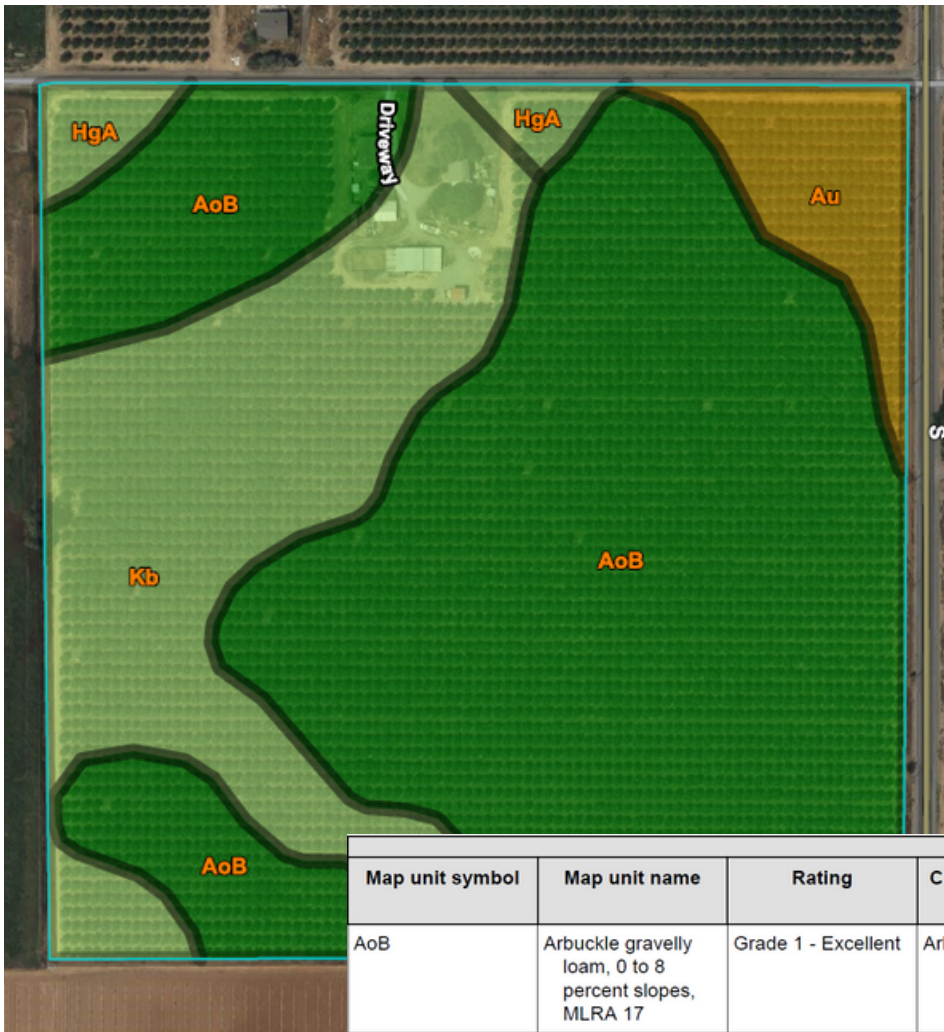 HgA
Driveway
HgA
AoB
Au
S
AoB
Kb
AoB
Map unit symbol
Map unit name
Rating
C
AoB
Arbuckle gravelly
loam, 0 to 8
percent slopes,
MLRA 17
Grade 1 - Excellent